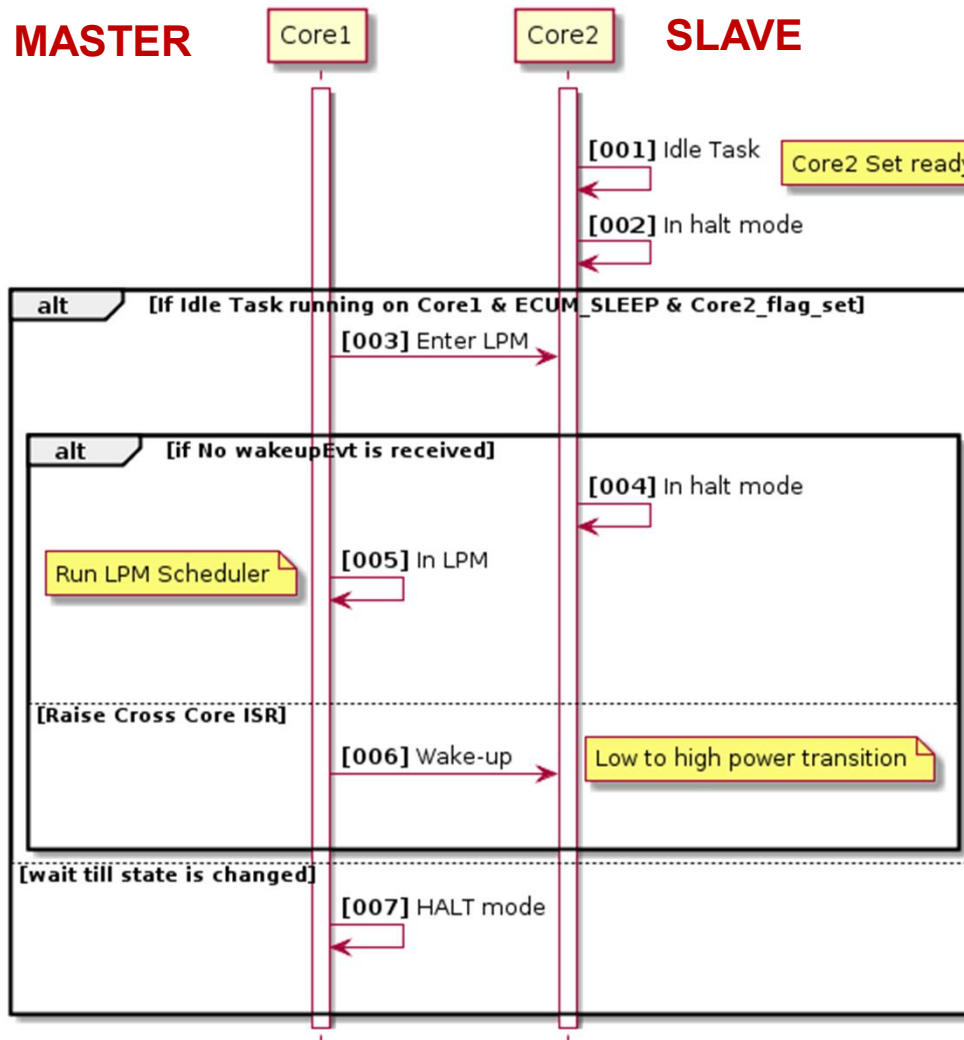 MASTER
Core1
Core2
SLAVE
[001] Idle Task
Core2 Set ready
[002] In halt mode
alt [If Idle Task running on Core1 & ECUM_SLEEP & Core2_flag_set]
[003] Enter LPM
alt [if No wakeupEvt is received]
[004] In halt mode
Run LPM Scheduler
[005] In LPM
[Raise Cross Core ISR]
[006] Wake-up
Low to high power transition
[wait till state is changed]
[007] HALT mode